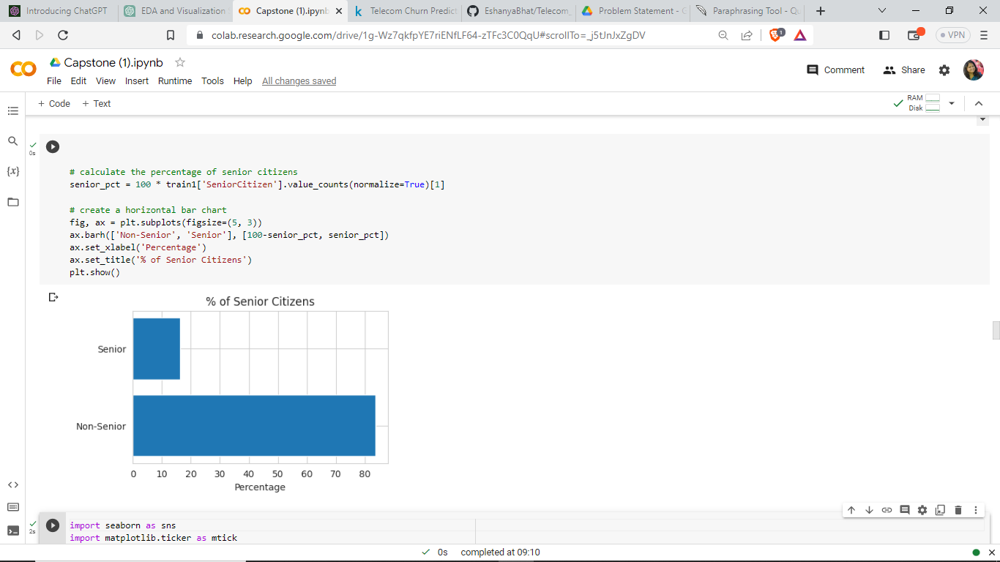 Introducing ChatGPT
EDA and Visualization
Capstone (1).ipynb
Telecom Churn Predict
EshanyaBhat/Telecom_
Problem Statement - G
Paraphrasing Tool - Qu
colab.research.google.com/drive/1g-Wz7qkfpYE7riENfLF64-zTFc3C0QqU#scrollTo=_j5tJnJxZgDV
1
VPN
Capstone (1).ipynb
File Edit View Insert Runtime Tools Help All changes saved
Comment
Share
+ Code + Text
RAM
Disk
{x}
0s
# calculate the percentage of senior citizens
senior_pct = 100 * train1['SeniorCitizen'].value_counts(normalize=True)[1]
# create a horizontal bar chart
fig, ax = plt.subplots(figsize=(5, 3))
ax.barh(['Non-Senior', 'Senior'], [100-senior_pct, senior_pct])
ax.set_xlabel('Percentage')
ax.set_title('% of Senior Citizens')
plt.show()
% of Senior Citizens
Senior
Non-Senior
0 10 20 30 40 50 60 70 80
Percentage
2s
import seaborn as sns
import matplotlib.ticker as mtick
0s completed at 09:10